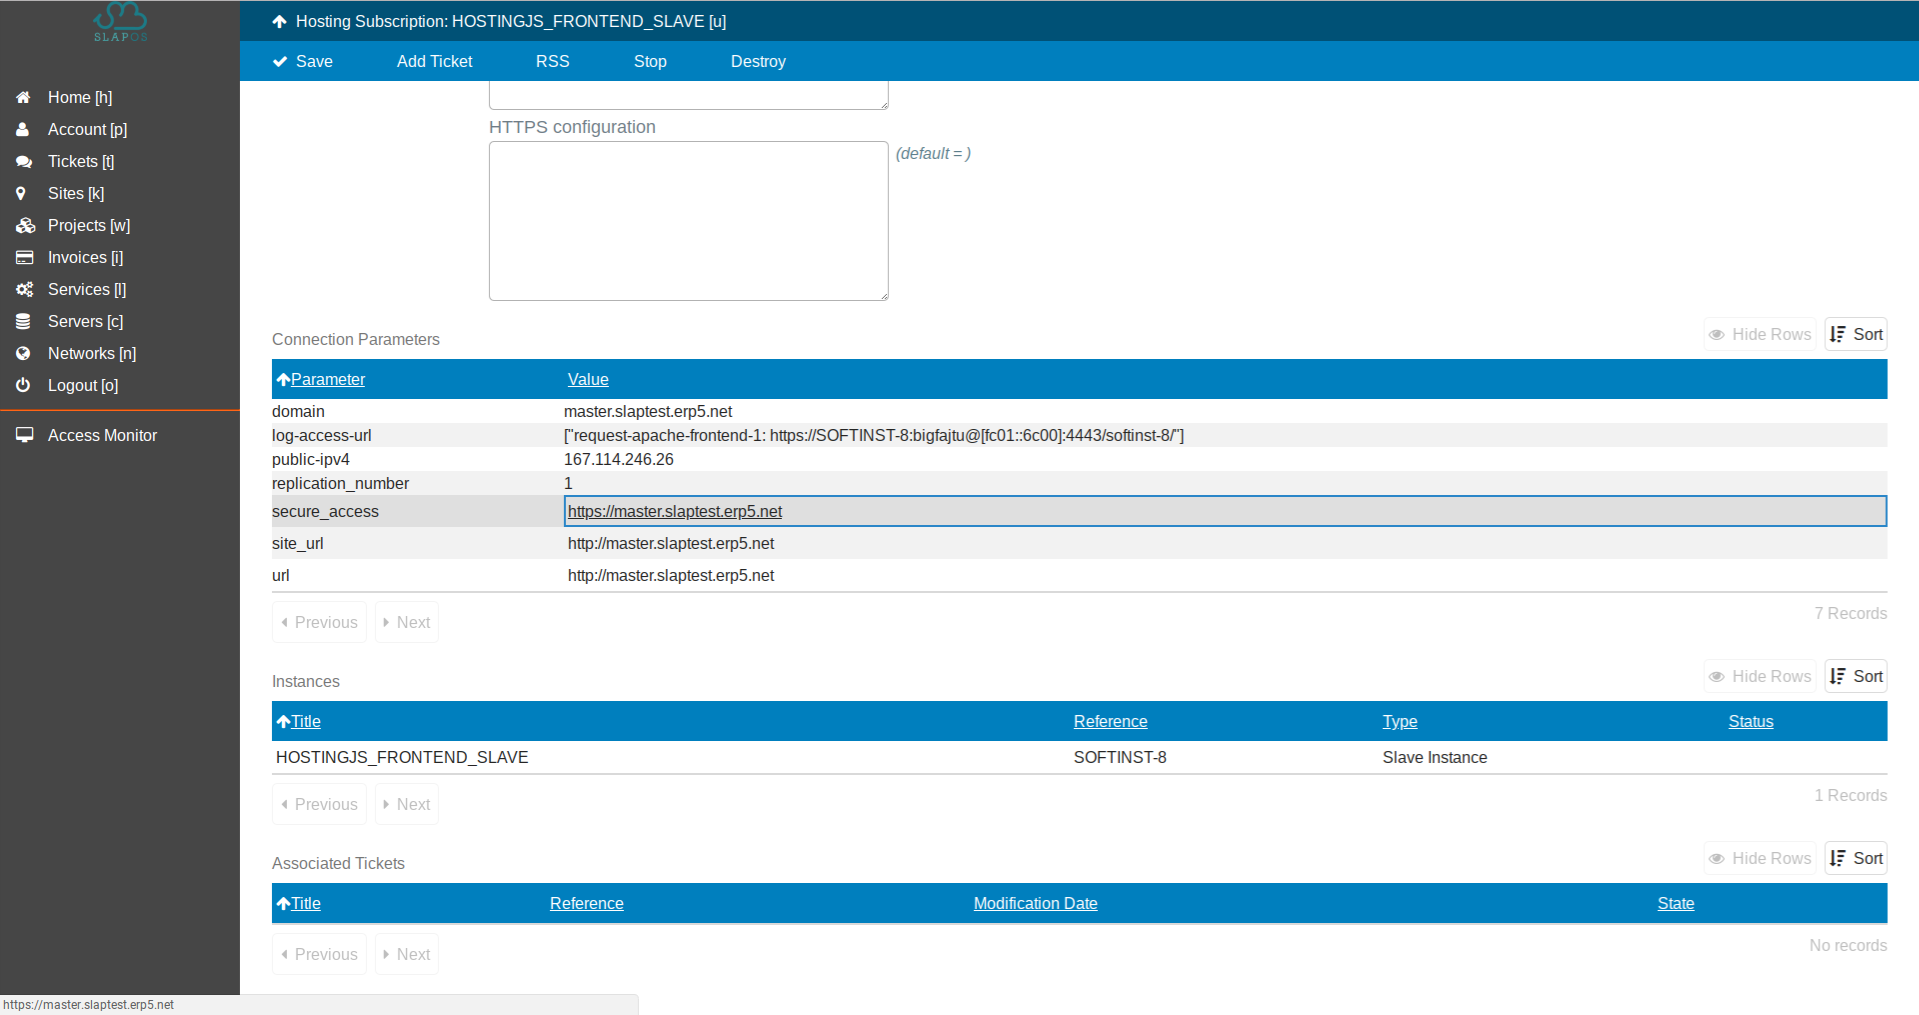 SLAPOS
Hosting Subscription: HOSTINGJS_FRONTEND_SLAVE [u]
Save Add Ticket RSS Stop Destroy
Home [h]
Account [p]
Tickets [t]
Sites [k]
Projects [w]
Invoices [i]
Services [l]
Servers [c]
Networks [n]
Logout [o]
Access Monitor
HTTPS configuration
(default = )
Connection Parameters Hide Rows Sort
Parameter Value
domain master.slaptest.erp5.net
log-access-url ["request-apache-frontend-1: https://SOFTINST-8:bigfajtu@[fc01::6c00]:4443/softinst-8/"]
public-ipv4 167.114.246.26
replication_number 1
secure_access https://master.slaptest.erp5.net
site_url http://master.slaptest.erp5.net
url http://master.slaptest.erp5.net
Previous Next 7 Records
Instances Hide Rows Sort
Title Reference Type Status
HOSTINGJS_FRONTEND_SLAVE SOFTINST-8 Slave Instance
Previous Next 1 Records
Associated Tickets Hide Rows Sort
Title Reference Modification Date State
Previous Next No records
https://master.slaptest.erp5.net